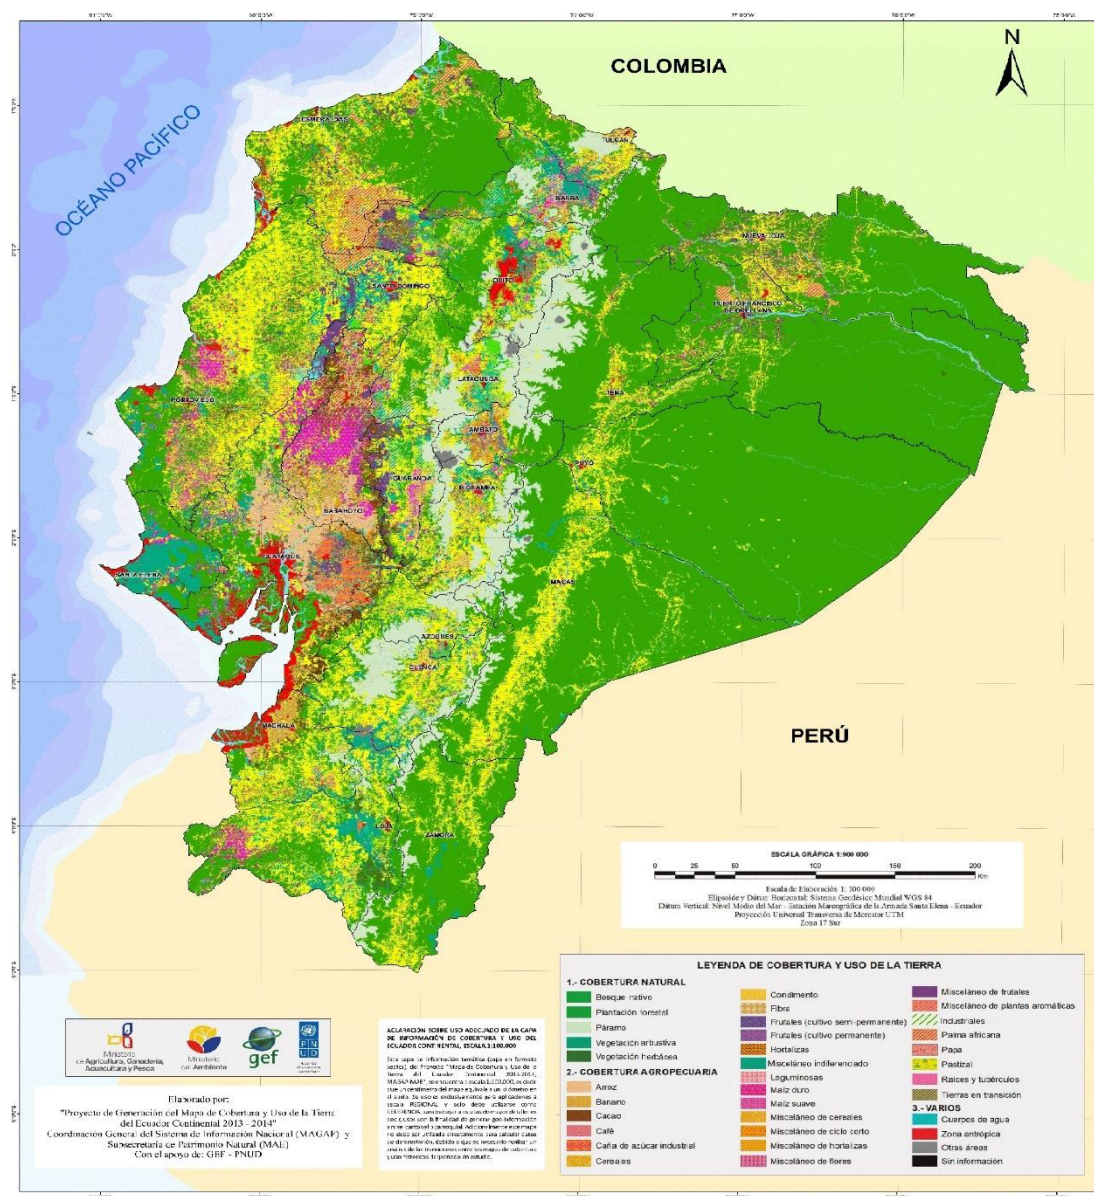 COLOMBIA
N
OCÉANO PACÍFICO
ESMERALDAS
TULCAN
IBARRA
NUEVA LOJA
SANTO DOMINGO
QUITO
PUERTO FRANCISCO
DE ORELLANA
LATACUNGA
TENA
PORTOVIEJO
AMBATO
PUYO
GUARANDA
RIOBAMBA
BABAHOYO
GUAYAQUIL
SANTA ELENA
MACAS
AZOGUES
CUENCA
MACHALA
PERÚ
LOJA
ZAMORA
ESCALA GRÁFICA 1:900 000
0 25 50 100 150 200
Km
Escala de Elaboración 1: 100 000
Elipsoide y Dátum: Horizontal: Sistema Geodésico Mundial WGS 84
Dátum Vertical: Nivel Medio del Mar - Estación Mareográfica de la Armada Santa Elena - Ecuador
Proyección Universal Transversa de Mercator UTM
Zona 17 Sur
LEYENDA DE COBERTURA Y USO DE LA TIERRA
1.- COBERTURA NATURAL
Bosque nativo
Plantación forestal
Páramo
Vegetación arbustiva
Vegetación herbácea
2.- COBERTURA AGROPECUARIA
Arroz
Banano
Cacao
Café
Caña de azúcar industrial
Cereales
Condimento
Fibra
Frutales (cultivo semi-permanente)
Frutales (cultivo permanente)
Hortalizas
Misceláneo indiferenciado
Leguminosas
Maíz duro
Maíz suave
Misceláneo de cereales
Misceláneo de ciclo corto
Misceláneo de hortalizas
Misceláneo de flores
Misceláneo de frutales
Misceláneo de plantas aromáticas
Industriales
Palma africana
Papa
Pastizal
Raíces y tubérculos
Tierras en transición
3.- VARIOS
Cuerpos de agua
Zona antrópica
Otras áreas
Sin información
Ministerio
de Agricultura, Ganadería,
Acuacultura y Pesca
Ministerio
del Ambiente
gef
PNUD
Elaborado por:
"Proyecto de Generación del Mapa de Cobertura y Uso de la Tierra
del Ecuador Continental 2013 - 2014"
Coordinación General del Sistema de Información Nacional (MAGAP) y
Subsecretaría de Patrimonio Natural (MAE)
Con el apoyo de: GEF - PNUD
ACLARACIÓN SOBRE USO ADECUADO DE LA CAPA
DE INFORMACIÓN DE COBERTURA Y USO DEL
ECUADOR CONTINENTAL, ESCALA 1:100.000